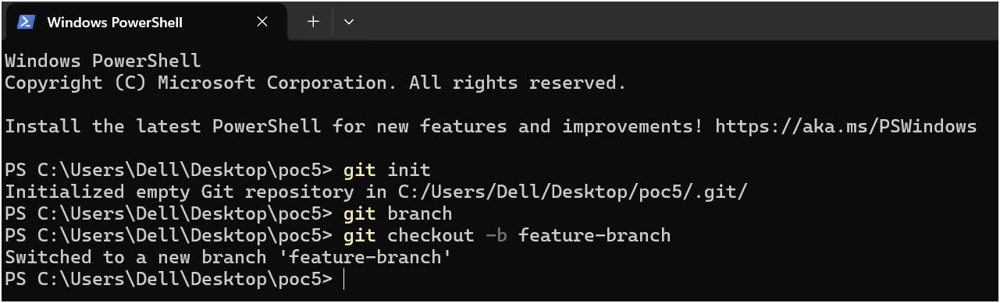 Windows PowerShell
Windows PowerShell
Copyright (C) Microsoft Corporation. All rights reserved.
Install the latest PowerShell for new features and improvements! https://aka.ms/PSWindows
PS C:\Users\Dell\Desktop\poc5> git init
Initialized empty Git repository in C:/Users/Dell/Desktop/poc5/.git/
PS C:\Users\Dell\Desktop\poc5> git branch
PS C:\Users\Dell\Desktop\poc5> git checkout -b feature-branch
Switched to a new branch 'feature-branch'
PS C:\Users\Dell\Desktop\poc5>